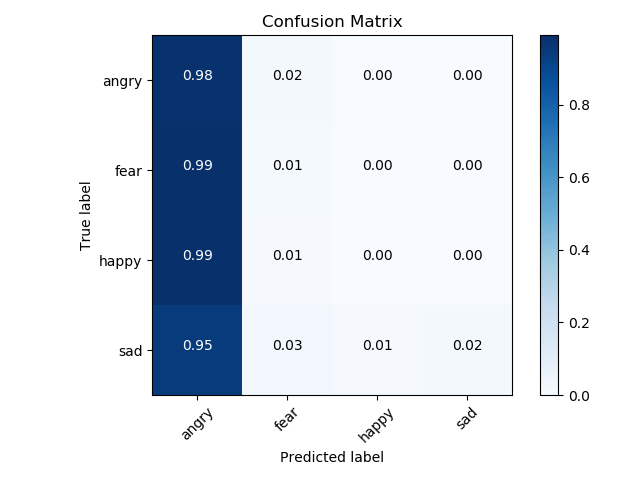 Confusion Matrix
True label
angry 0.98 0.02 0.00 0.00
fear 0.99 0.01 0.00 0.00
happy 0.99 0.01 0.00 0.00
sad 0.95 0.03 0.01 0.02
angry fear happy sad
Predicted label
0.8
0.6
0.4
0.2
0.0